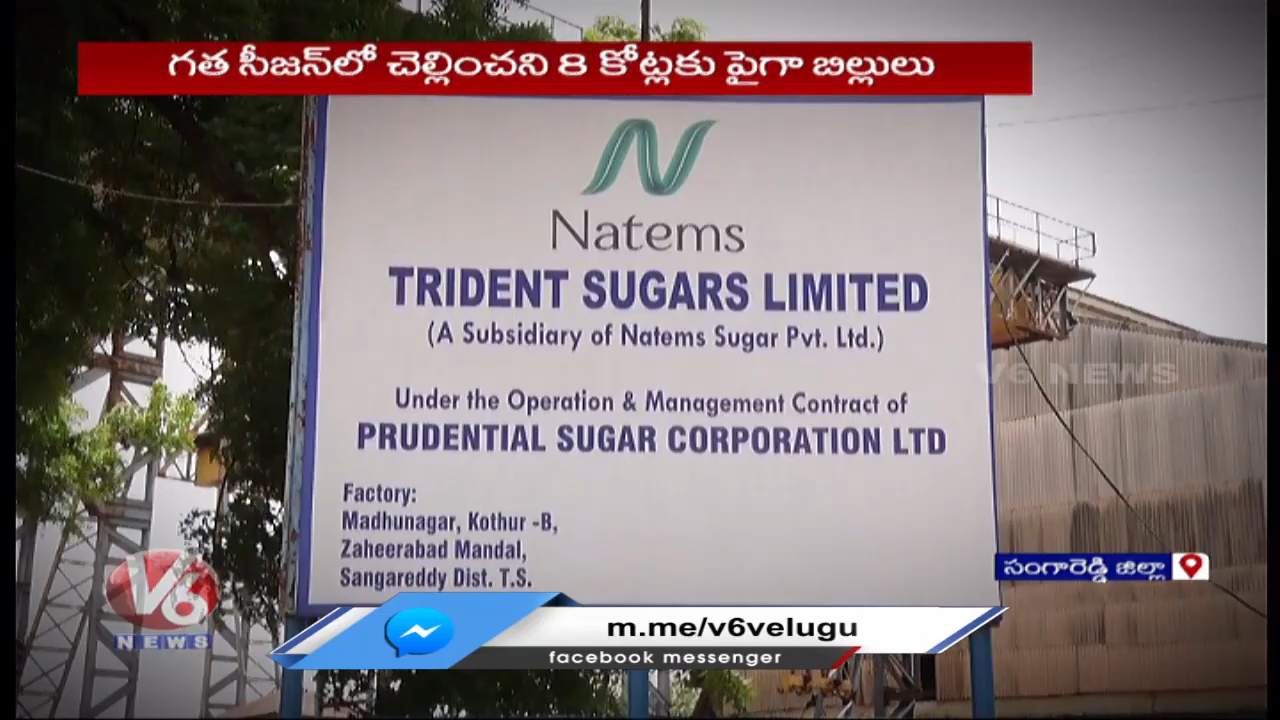 గత సీజన్‌లో చెల్లించని 8 కోట్లకు పైగా బిల్లులు
Natems
TRIDENT SUGARS LIMITED
(A Subsidiary of Natems Sugar Pvt. Ltd.)
V6 NEWS
Under the Operation & Management Contract of
PRUDENTIAL SUGAR CORPORATION LTD
Factory:
Madhunagar, Kothur -B,
Zaheerabad Mandal,
Sangareddy Dist. T.S.
సంగారెడ్డి జిల్లా
V6
NEWS
m.me/v6velugu
facebook messenger